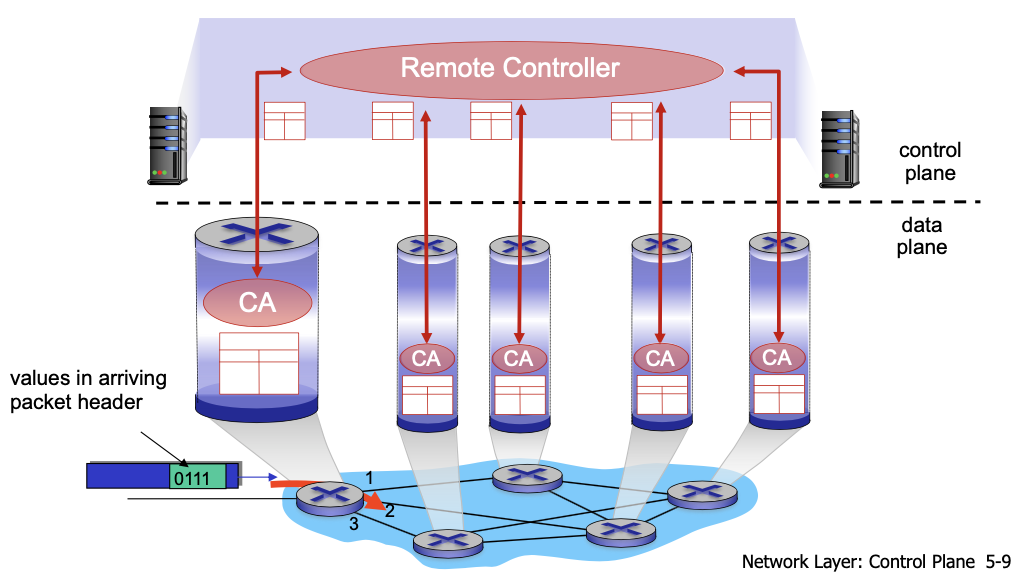 Remote Controller
control
plane
data
plane
CA
CA
CA
CA
CA
values in arriving
packet header
0111
1
2
3
Network Layer: Control Plane 5-9